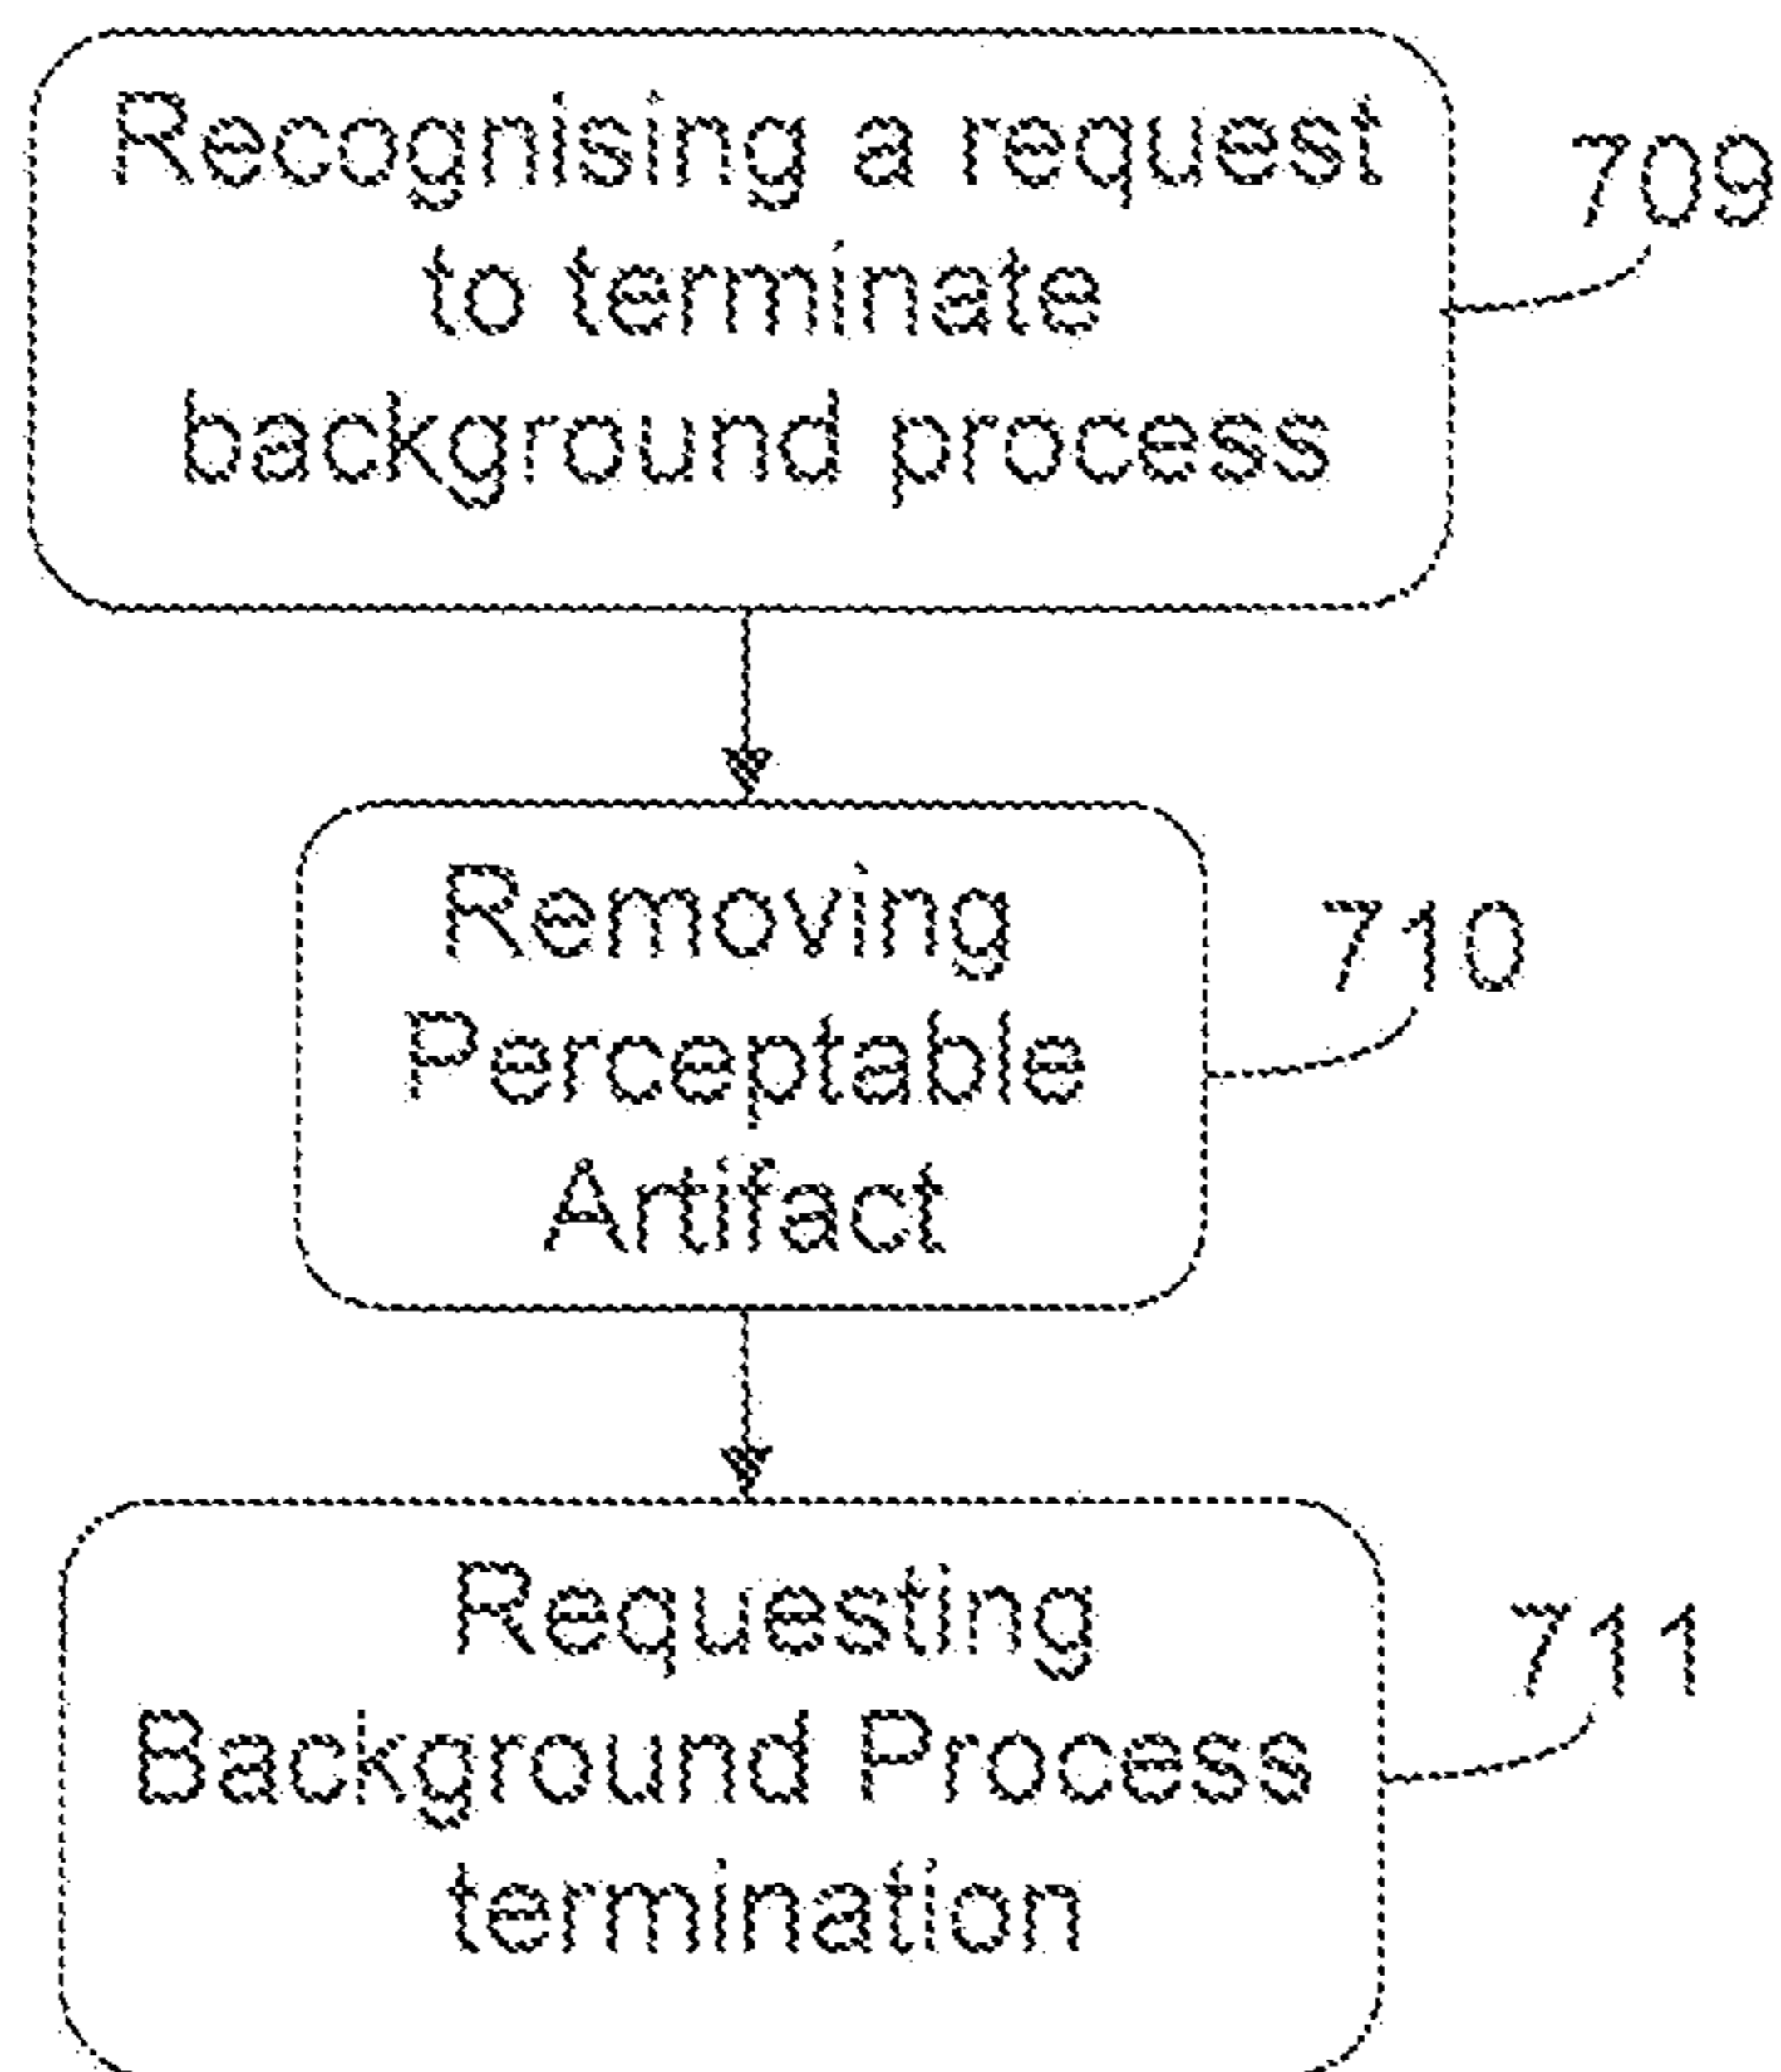 Recognising a request
to terminate
background process
709
Removing
Perceptable
Artifact
710
Requesting
Background Process
termination
711